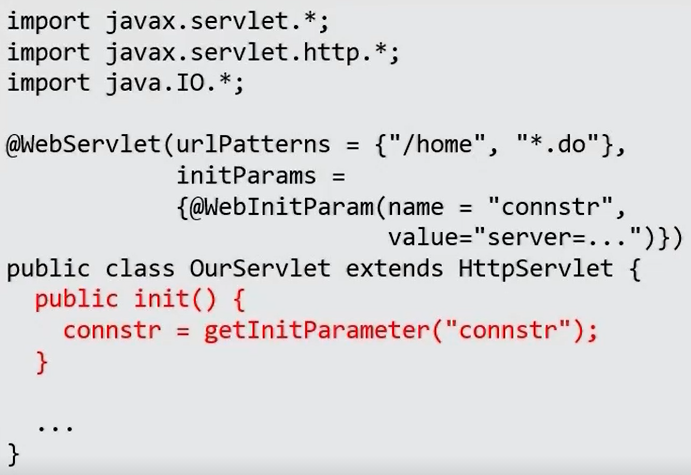 import javax.servlet.*;
import javax.servlet.http.*;
import java.IO.*;
@WebServlet(urlPatterns = {"/home", "*.do"},
initParams =
{@WebInitParam(name = "connstr",
value="server=...")})
public class OurServlet extends HttpServlet {
public init() {
connstr = getInitParameter("connstr");
}
...
}